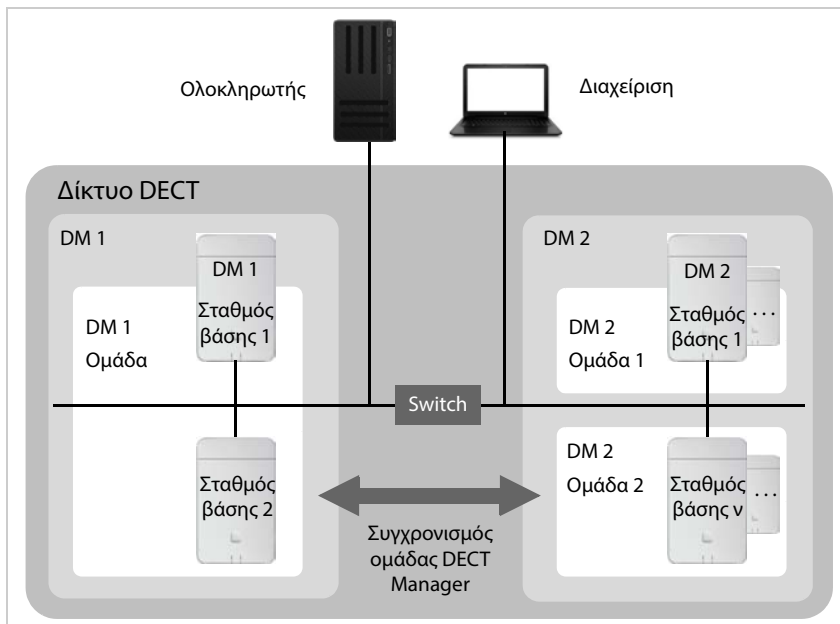 Ολοκληρωτής
Διαχείριση
Δίκτυο DECT
DM 1
DM 1
Σταθμός
βάσης 1
DM 1
Ομάδα
Σταθμός
βάσης 2
DM 2
DM 2
Σταθμός
βάσης 1
...
DM 2
Ομάδα 1
Switch
DM 2
Ομάδα 2
Σταθμός
βάσης ν
...
Συγχρονισμός
ομάδας DECT
Manager